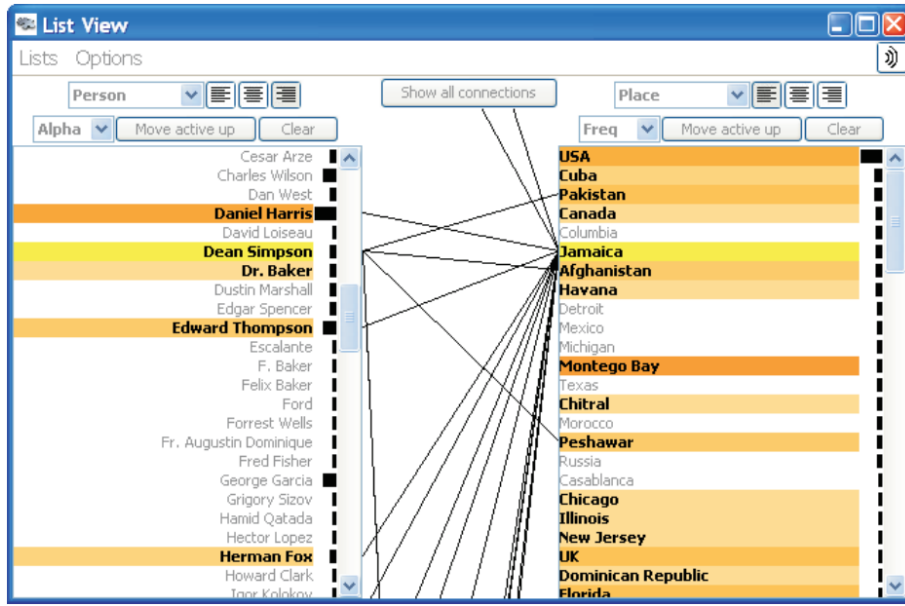 List View
Lists Options
Person
Show all connections
Place
Alpha Move active up Clear
Freq Move active up Clear
Cesar Arze
Charles Wilson
Dan West
Daniel Harris
David Loiseau
Dean Simpson
Dr. Baker
Dustin Marshall
Edgar Spencer
Edward Thompson
Escalante
F. Baker
Felix Baker
Ford
Forrest Wells
Fr. Augustin Dominique
Fred Fisher
George Garcia
Grigory Sizov
Hamid Qatada
Hector Lopez
Herman Fox
Howard Clark
Igor Kolokov
USA
Cuba
Pakistan
Canada
Columbia
Jamaica
Afghanistan
Havana
Detroit
Mexico
Michigan
Montego Bay
Texas
Chitral
Morocco
Peshawar
Russia
Casablanca
Chicago
Illinois
New Jersey
UK
Dominican Republic
Florida